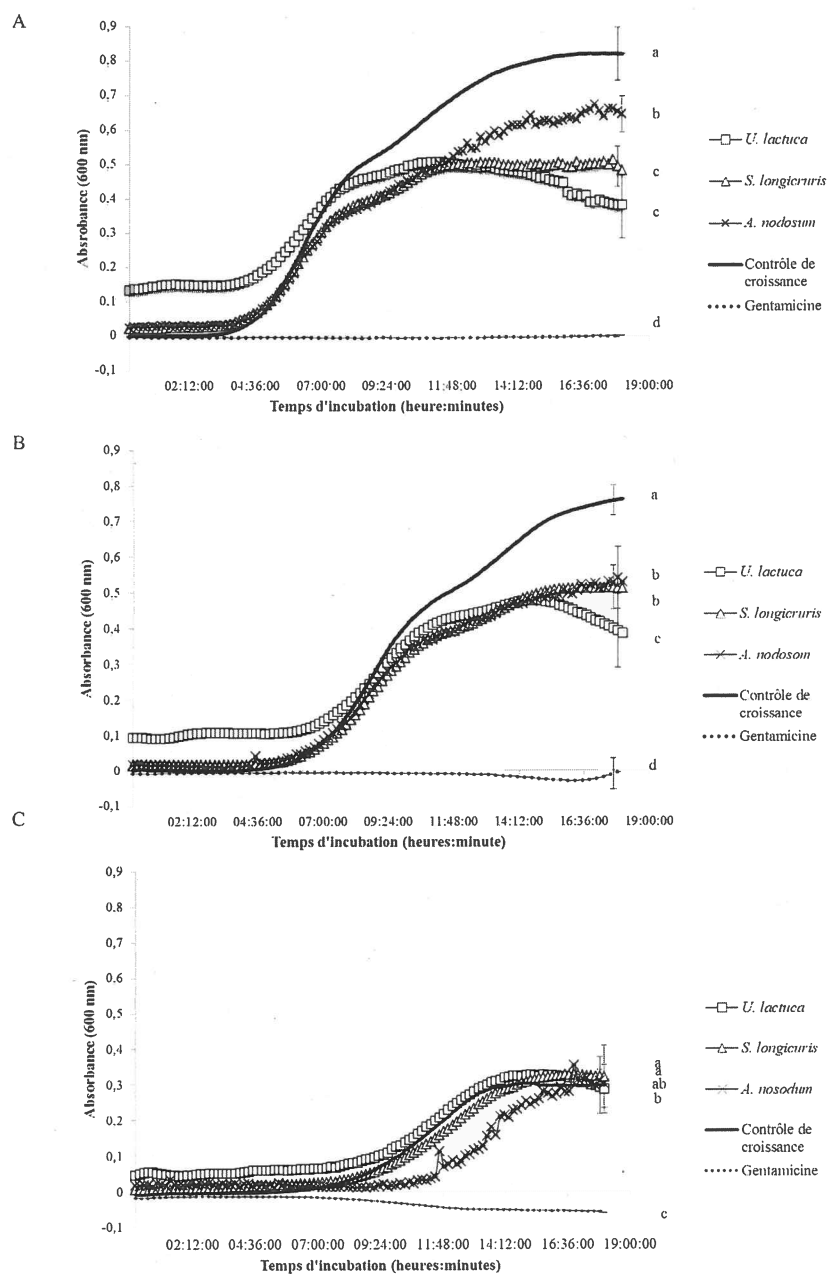 A
0,9
0,8
0,7
0,6
0,5
0,4
0,3
0,2
0,1
0
-0,1
Absrobance (600 nm)
a
b
c
c
d
U. lactuca
S. longicruris
A. nodosum
Contrôle de
croissance
Gentamicine
02:12:00 04:36:00 07:00:00 09:24:00 11:48:00 14:12:00 16:36:00 19:00:00
Temps d'incubation (heure:minutes)
B
0,9
0,8
0,7
0,6
0,5
0,4
0,3
0,2
0,1
0
-0,1
Absorbance (600 nm)
a
b
b
c
d
U. lactuca
S. longicruris
A. nodosom
Contrôle de
croissance
Gentamicine
02:12:00 04:36:00 07:00:00 09:24:00 11:48:00 14:12:00 16:36:00 19:00:00
Temps d'incubation (heures:minute)
C
0,9
0,8
0,7
0,6
0,5
0,4
0,3
0,2
0,1
0
-0,1
Absorbance (600 nm)
a
a
ab
b
c
U. lactuca
S. longicuris
A. nosodum
Contrôle de
croissance
Gentamicine
02:12:00 04:36:00 07:00:00 09:24:00 11:48:00 14:12:00 16:36:00 19:00:00
Temps d'incubation (heures:minutes)